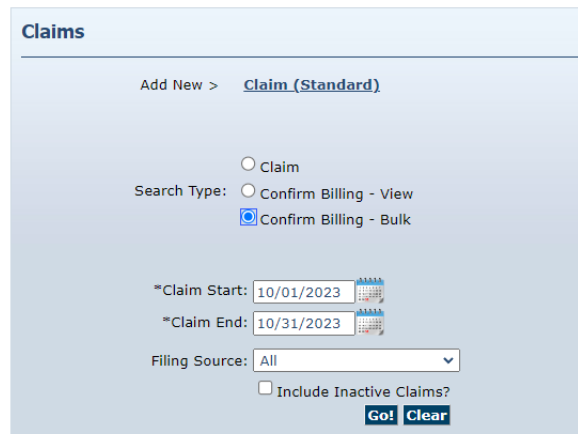 Claims
Add New > Claim (Standard)
Claim
Search Type: Confirm Billing - View
Confirm Billing - Bulk
*Claim Start: 10/01/2023
*Claim End: 10/31/2023
Filing Source: All
Include Inactive Claims?
Go! Clear